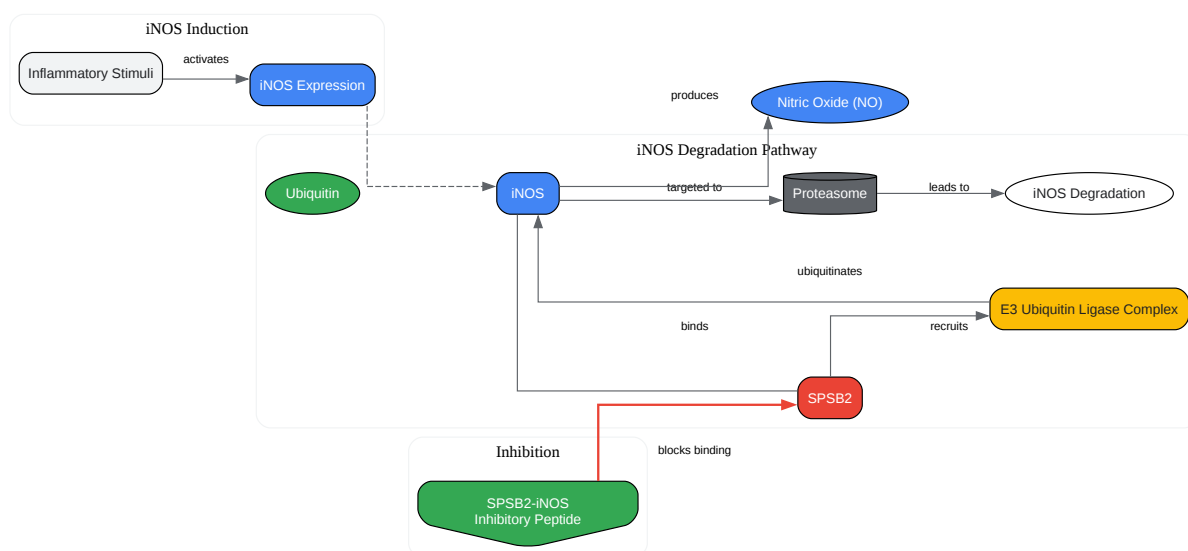 iNOS Induction
activates
Inflammatory Stimuli
iNOS Expression
produces
Nitric Oxide (NO)
iNOS Degradation Pathway
Ubiquitin
iNOS
targeted to
Proteasome
leads to
iNOS Degradation
ubiquitinates
E3 Ubiquitin Ligase Complex
binds
recruits
SPSB2
Inhibition
blocks binding
SPSB2-iNOS
Inhibitory Peptide